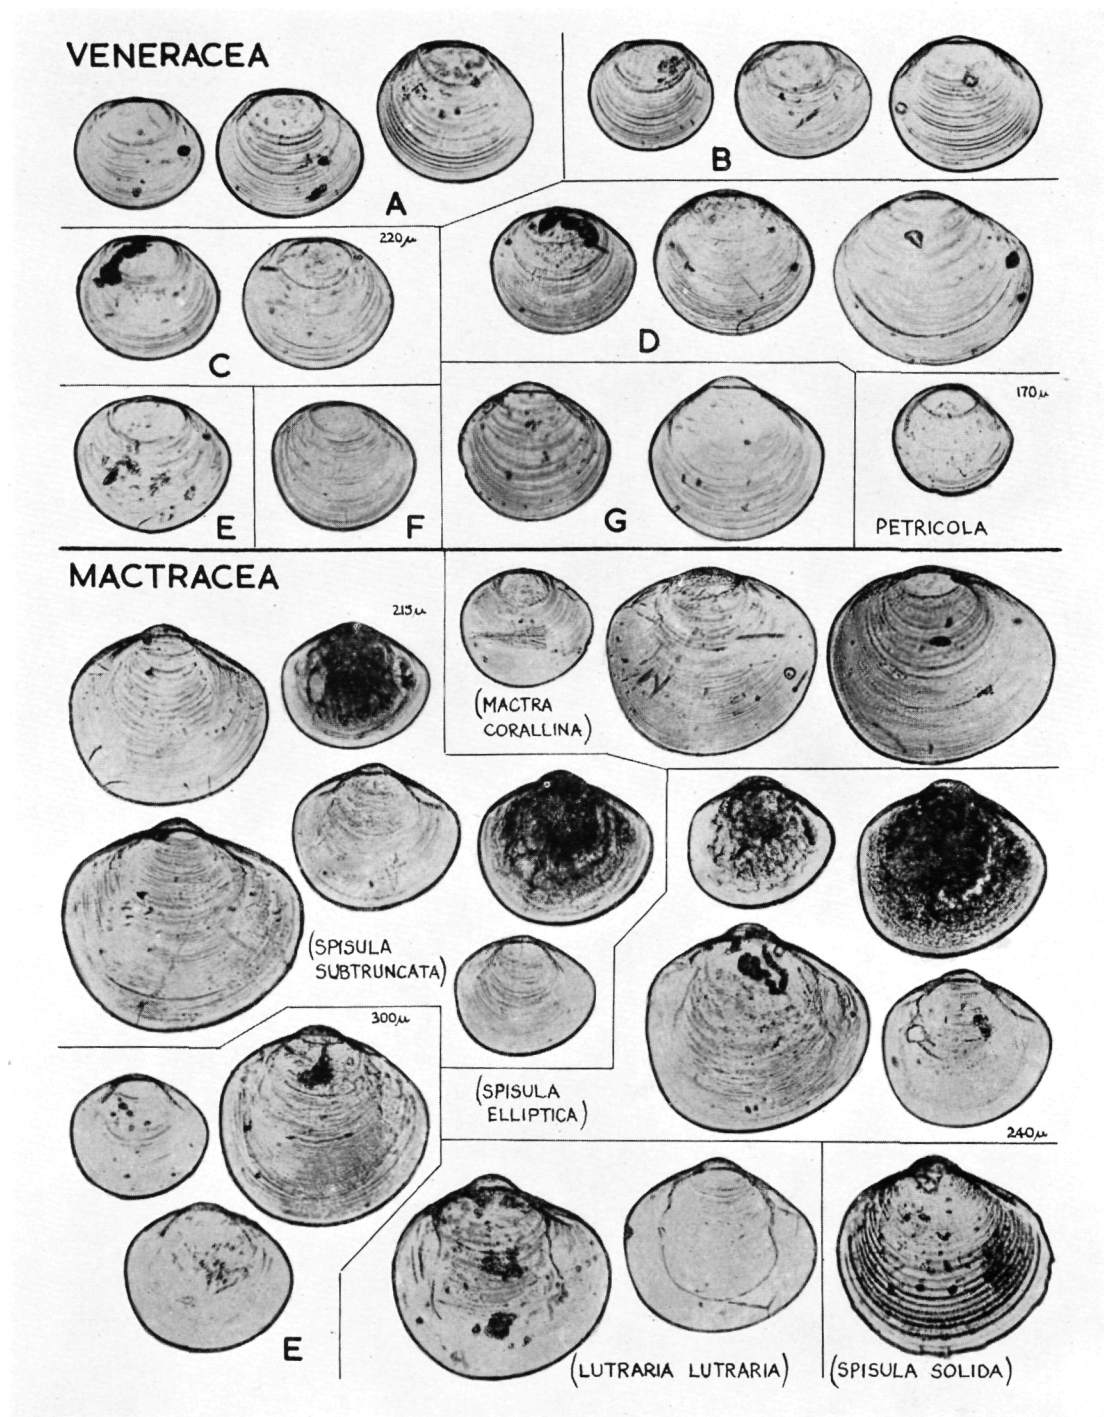 VENERACEA
A
B
220µ
C
D
170µ
E
F
G
PETRICOLA
MACTRACEA
215µ
(MACTRA
CORALLINA)
(SPISULA
SUBTRUNCATA)
300µ
(SPISULA
ELLIPTICA)
240µ
E
(LUTRARIA LUTRARIA)
(SPISULA SOLIDA)